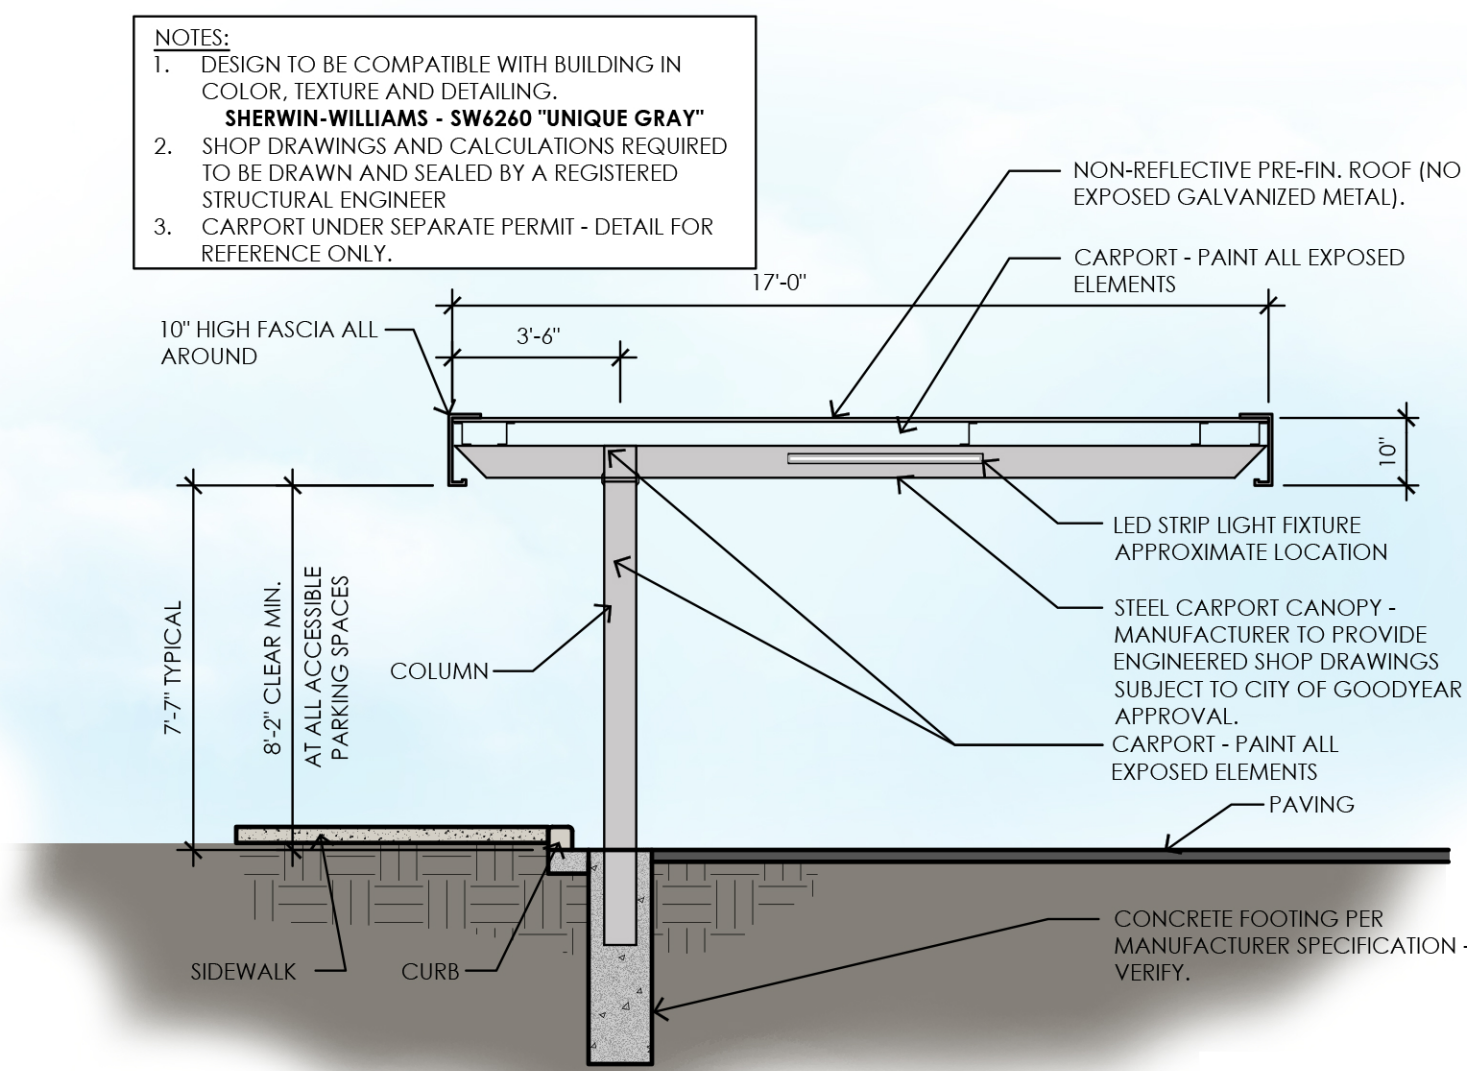 NOTES:
1. DESIGN TO BE COMPATIBLE WITH BUILDING IN
COLOR, TEXTURE AND DETAILING.
SHERWIN-WILLIAMS - SW6260 "UNIQUE GRAY"
2. SHOP DRAWINGS AND CALCULATIONS REQUIRED
TO BE DRAWN AND SEALED BY A REGISTERED
STRUCTURAL ENGINEER
3. CARPORT UNDER SEPARATE PERMIT - DETAIL FOR
REFERENCE ONLY.
NON-REFLECTIVE PRE-FIN. ROOF (NO
EXPOSED GALVANIZED METAL).
CARPORT - PAINT ALL EXPOSED
ELEMENTS
17'-0"
10" HIGH FASCIA ALL
AROUND
3'-6"
10"
LED STRIP LIGHT FIXTURE
APPROXIMATE LOCATION
7'-7" TYPICAL
8'-2" CLEAR MIN.
AT ALL ACCESSIBLE
PARKING SPACES
COLUMN
STEEL CARPORT CANOPY -
MANUFACTURER TO PROVIDE
ENGINEERED SHOP DRAWINGS
SUBJECT TO CITY OF GOODYEAR
APPROVAL.
CARPORT - PAINT ALL
EXPOSED ELEMENTS
PAVING
SIDEWALK
CURB
CONCRETE FOOTING PER
MANUFACTURER SPECIFICATION -
VERIFY.